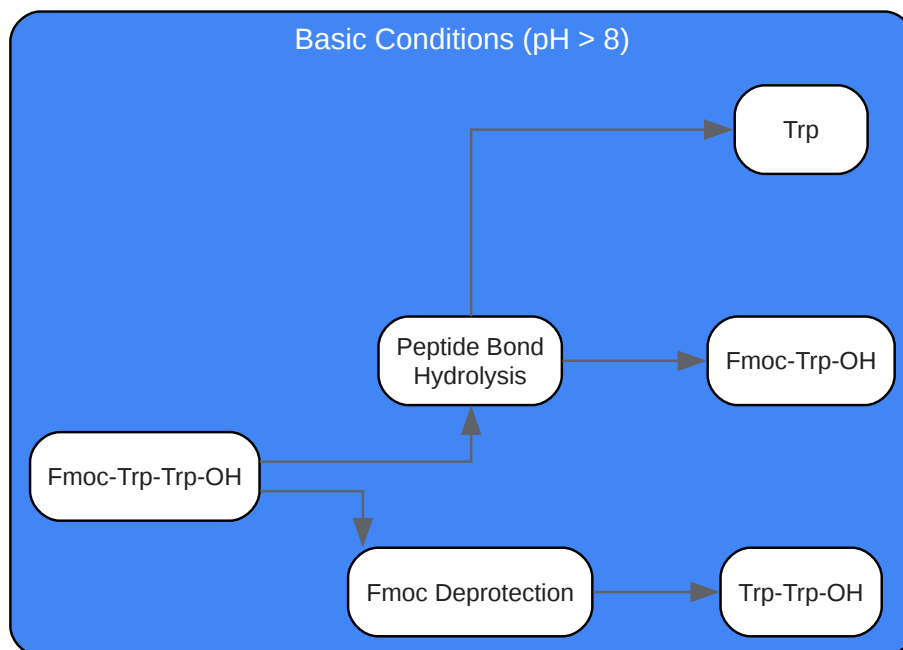 Basic Conditions (pH > 8)
Trp
Peptide Bond
Hydrolysis
Fmoc-Trp-OH
Fmoc-Trp-Trp-OH
Fmoc Deprotection
Trp-Trp-OH